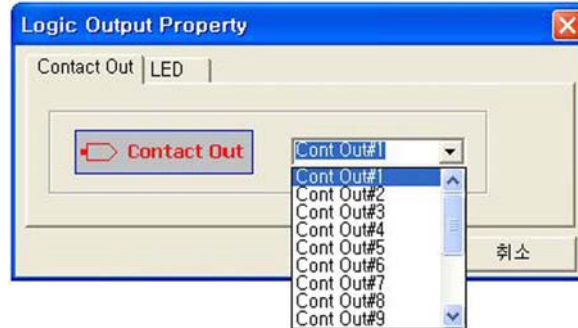 Logic Output Property
Contact Out
LED
Contact Out
Cont Out#1
Cont Out#1
Cont Out#2
Cont Out#3
Cont Out#4
Cont Out#5
Cont Out#6
Cont Out#7
Cont Out#8
Cont Out#9
취소